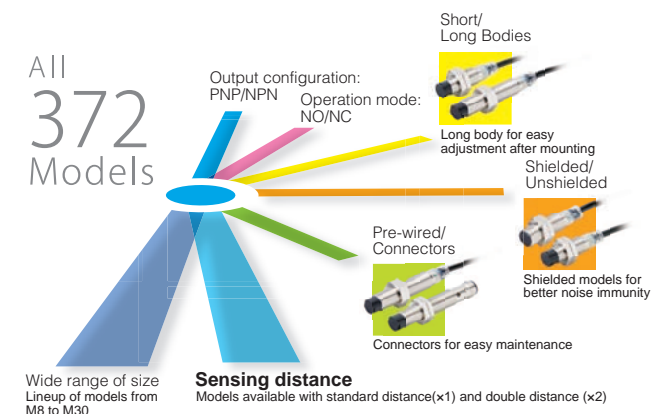 All
372
Models
Output configuration:
PNP/NPN
Operation mode:
NO/NC
Short/
Long Bodies
Long body for easy
adjustment after mounting
Shielded/
Unshielded
Shielded models for
better noise immunity
Pre-wired/
Connectors
Connectors for easy maintenance
Wide range of size
Lineup of models from
M8 to M30
Sensing distance
Models available with standard distance(×1) and double distance (×2)